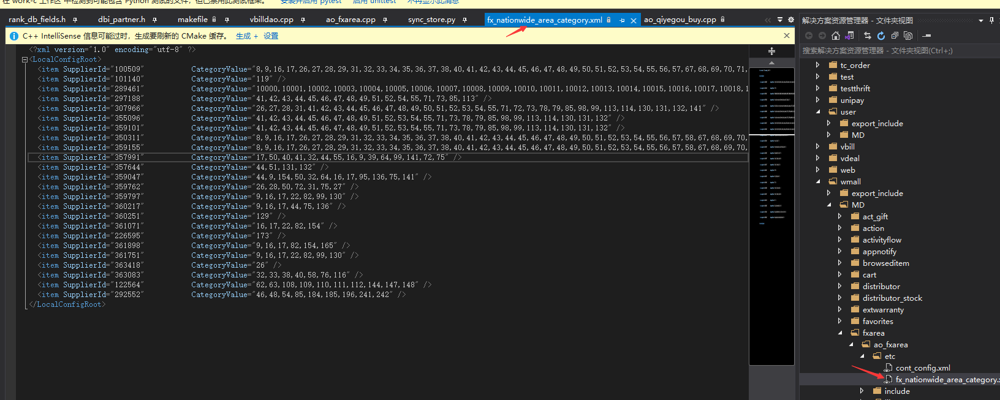 在 work-c 工作区 中检测到可能包含 Python 测试的文件，但已禁用此测试框架。 安装并启用 pytest 启用 unittest 不再显示此消息
rank_db_fields.h dbi_partner.h makefile vbilldao.cpp ao_fxarea.cpp sync_store.py fx_nationwide_area_category.xml ao_qiyegou_buy.cpp
C++ IntelliSense 信息可能过时，生成要刷新的 CMake 缓存。 生成 + 设置
<?xml version="1.0" encoding="utf-8" ?>
<LocalConfigRoot>
<item SupplierId="100509" CategoryValue="8,9,16,17,26,27,28,29,31,32,33,34,35,36,37,38,40,41,42,43,44,45,46,47,48,49,50,51,52,53,54,55,56,57,67,68,69,70,71,
<item SupplierId="101140" CategoryValue="119" />
<item SupplierId="289461" CategoryValue="10000,10001,10002,10003,10004,10005,10006,10007,10008,10009,10010,10011,10012,10013,10014,10015,10016,10017,10018,1
<item SupplierId="297188" CategoryValue="41,42,43,44,45,46,47,48,49,51,52,54,55,71,73,85,113" />
<item SupplierId="307966" CategoryValue="26,27,28,31,41,42,43,44,45,46,47,48,49,50,51,52,53,54,55,71,72,73,78,79,85,98,99,113,114,130,131,132,141" />
<item SupplierId="355096" CategoryValue="41,42,43,44,45,46,47,48,49,51,52,53,54,55,71,73,78,79,85,98,99,113,114,130,131,132" />
<item SupplierId="359101" CategoryValue="41,42,43,44,45,46,47,48,49,51,52,53,54,55,71,73,78,79,85,98,99,113,114,130,131,132" />
<item SupplierId="350311" CategoryValue="8,9,16,17,26,27,28,29,31,32,33,34,35,36,37,38,40,41,42,43,44,45,46,47,48,49,50,51,52,53,54,55,56,57,58,67,68,69,70,
<item SupplierId="359155" CategoryValue="8,9,16,17,26,27,28,29,31,32,33,34,35,36,37,38,40,41,42,43,44,45,46,47,48,49,50,51,52,53,54,55,56,57,58,67,68,69,70,
<item SupplierId="357991" CategoryValue="17,50,40,41,32,44,55,16,9,39,64,99,141,72,75" />
<item SupplierId="357644" CategoryValue="44,51,131,132" />
<item SupplierId="359047" CategoryValue="44,9,154,50,32,64,16,17,95,136,75,141" />
<item SupplierId="359762" CategoryValue="26,28,50,72,31,75,27" />
<item SupplierId="359797" CategoryValue="9,16,17,22,82,99,130" />
<item SupplierId="360217" CategoryValue="9,16,17,44,75,136" />
<item SupplierId="360251" CategoryValue="129" />
<item SupplierId="361071" CategoryValue="16,17,22,82,154" />
<item SupplierId="226595" CategoryValue="173" />
<item SupplierId="361898" CategoryValue="9,16,17,82,154,165" />
<item SupplierId="361751" CategoryValue="9,16,17,22,82,99,130" />
<item SupplierId="363418" CategoryValue="26" />
<item SupplierId="363083" CategoryValue="32,33,38,40,58,76,116" />
<item SupplierId="122564" CategoryValue="62,63,108,109,110,111,112,144,147,148" />
<item SupplierId="292552" CategoryValue="46,48,54,85,184,185,196,241,242" />
</LocalConfigRoot>
解决方案资源管理器 - 文件夹视图
搜索解决方案资源管理器 - 文件夹视图(Ctrl+;)
tc_order
test
testthrift
unipay
user
export_include
MD
vbill
vdeal
web
wmall
export_include
MD
act_gift
action
activityflow
appnotify
browseditem
cart
distributor
distributor_stock
extwarranty
favorites
fxarea
ao_fxarea
etc
cont_config.xml
fx_nationwide_area_category.x
include